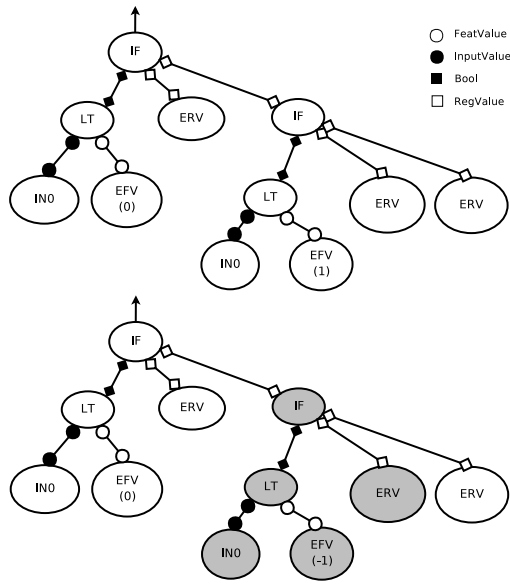 IF
FeatValue
InputValue
Bool
RegValue
LT
ERV
IF
IN0
EFV
(0)
LT
ERV
ERV
IN0
EFV
(1)
IF
LT
ERV
IF
IN0
EFV
(0)
LT
ERV
ERV
IN0
EFV
(-1)